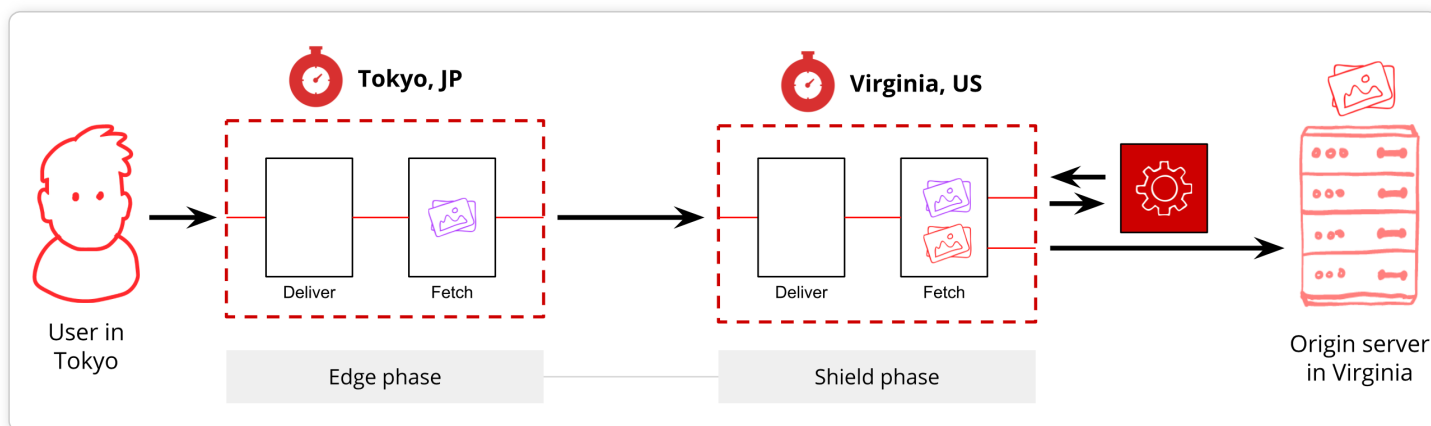 Tokyo, JP
Virginia, US
Deliver
Fetch
Deliver
Fetch
User in
Tokyo
Origin server
in Virginia
Edge phase
Shield phase